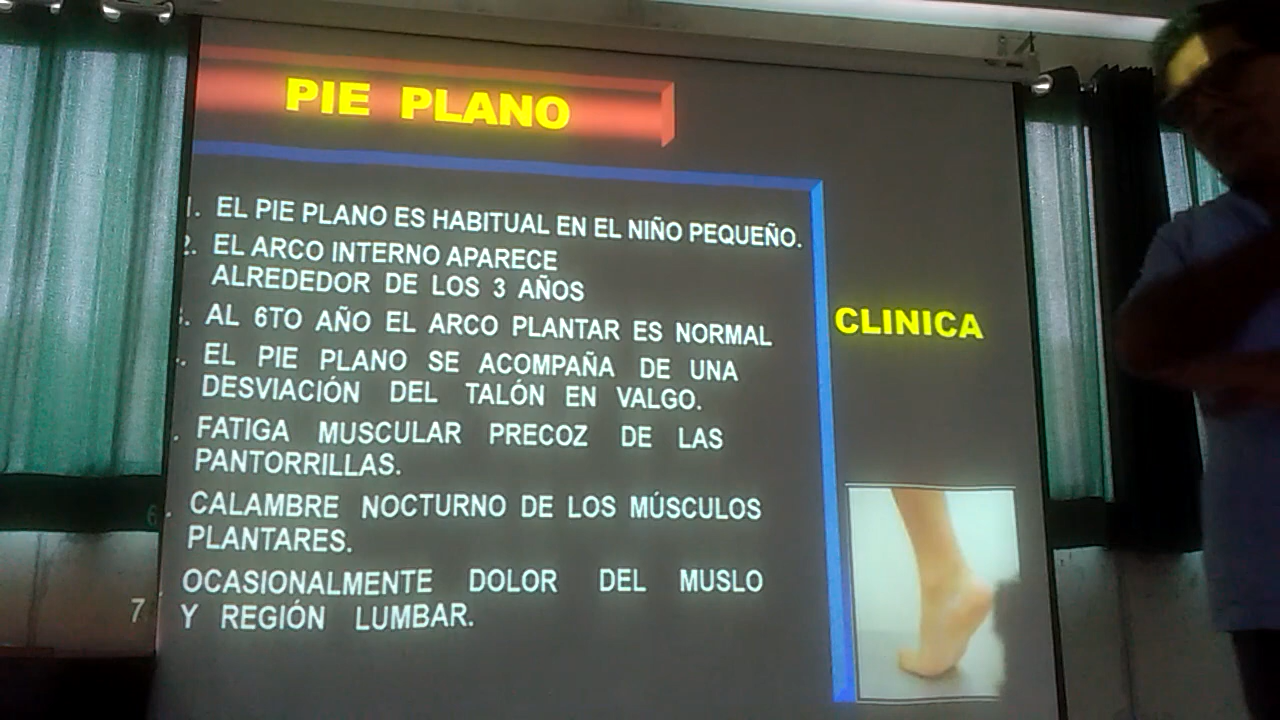 PIE PLANO
1. EL PIE PLANO ES HABITUAL EN EL NIÑO PEQUEÑO.
2. EL ARCO INTERNO APARECE
ALREDEDOR DE LOS 3 AÑOS
AL 6TO AÑO EL ARCO PLANTAR ES NORMAL
EL PIE PLANO SE ACOMPAÑA DE UNA
DESVIACIÓN DEL TALÓN EN VALGO.
FATIGA MUSCULAR PRECOZ DE LAS
PANTORRILLAS.
6. CALAMBRE NOCTURNO DE LOS MÚSCULOS
PLANTARES.
7 OCASIONALMENTE DOLOR DEL MUSLO
Y REGIÓN LUMBAR.
CLINICA